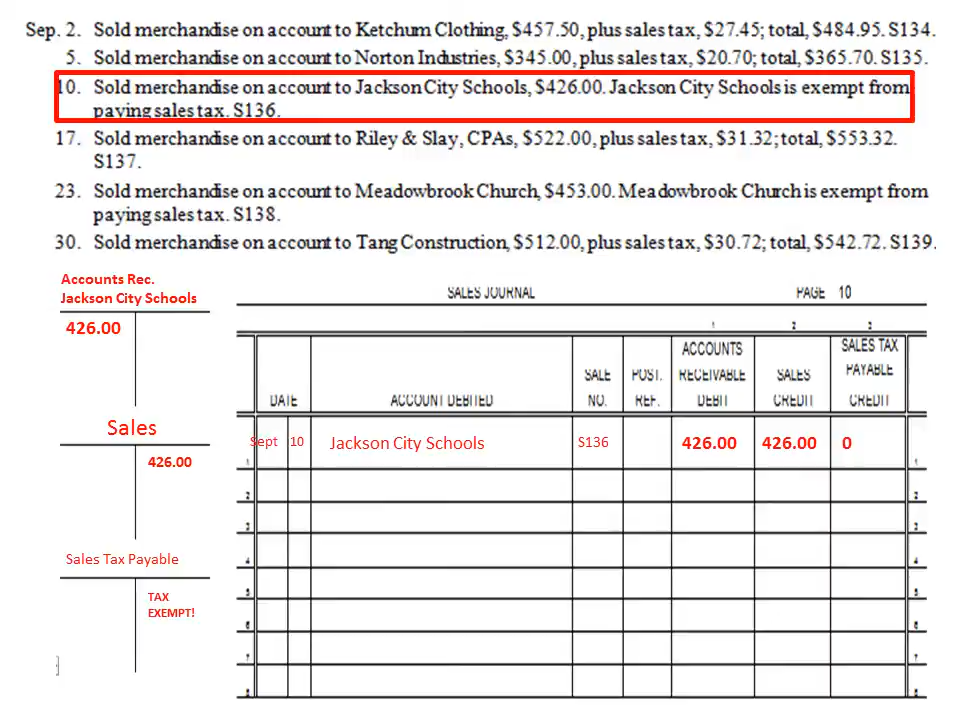 Sep. 2. Sold merchandise on account to Ketchum Clothing, $457.50, plus sales tax, $27.45; total, $484.95. S134.
5. Sold merchandise on account to Norton Industries, $345.00, plus sales tax, $20.70; total, $365.70. S135.
10. Sold merchandise on account to Jackson City Schools, $426.00. Jackson City Schools is exempt from
paying sales tax. S136.
17. Sold merchandise on account to Riley & Slay, CPAs, $522.00, plus sales tax, $31.32; total, $553.32.
S137.
23. Sold merchandise on account to Meadowbrook Church, $453.00. Meadowbrook Church is exempt from
paying sales tax. S138.
30. Sold merchandise on account to Tang Construction, $512.00, plus sales tax, $30.72; total, $542.72. S139.
Accounts Rec.
Jackson City Schools
426.00
Sales
426.00
Sales Tax Payable
TAX
EXEMPT!
SALES JOURNAL PAGE 10
1 2 3
ACCOUNTS SALES TAX
SALE POST. RECEIVABLE SALES PAYABLE
DATE ACCOUNT DEBITED NO. REF. DEBIT CREDIT CREDIT
Sept 10 Jackson City Schools S136 426.00 426.00 0
1 1
2 2
3 3
4 4
5 5
6 6
7 7
8 8